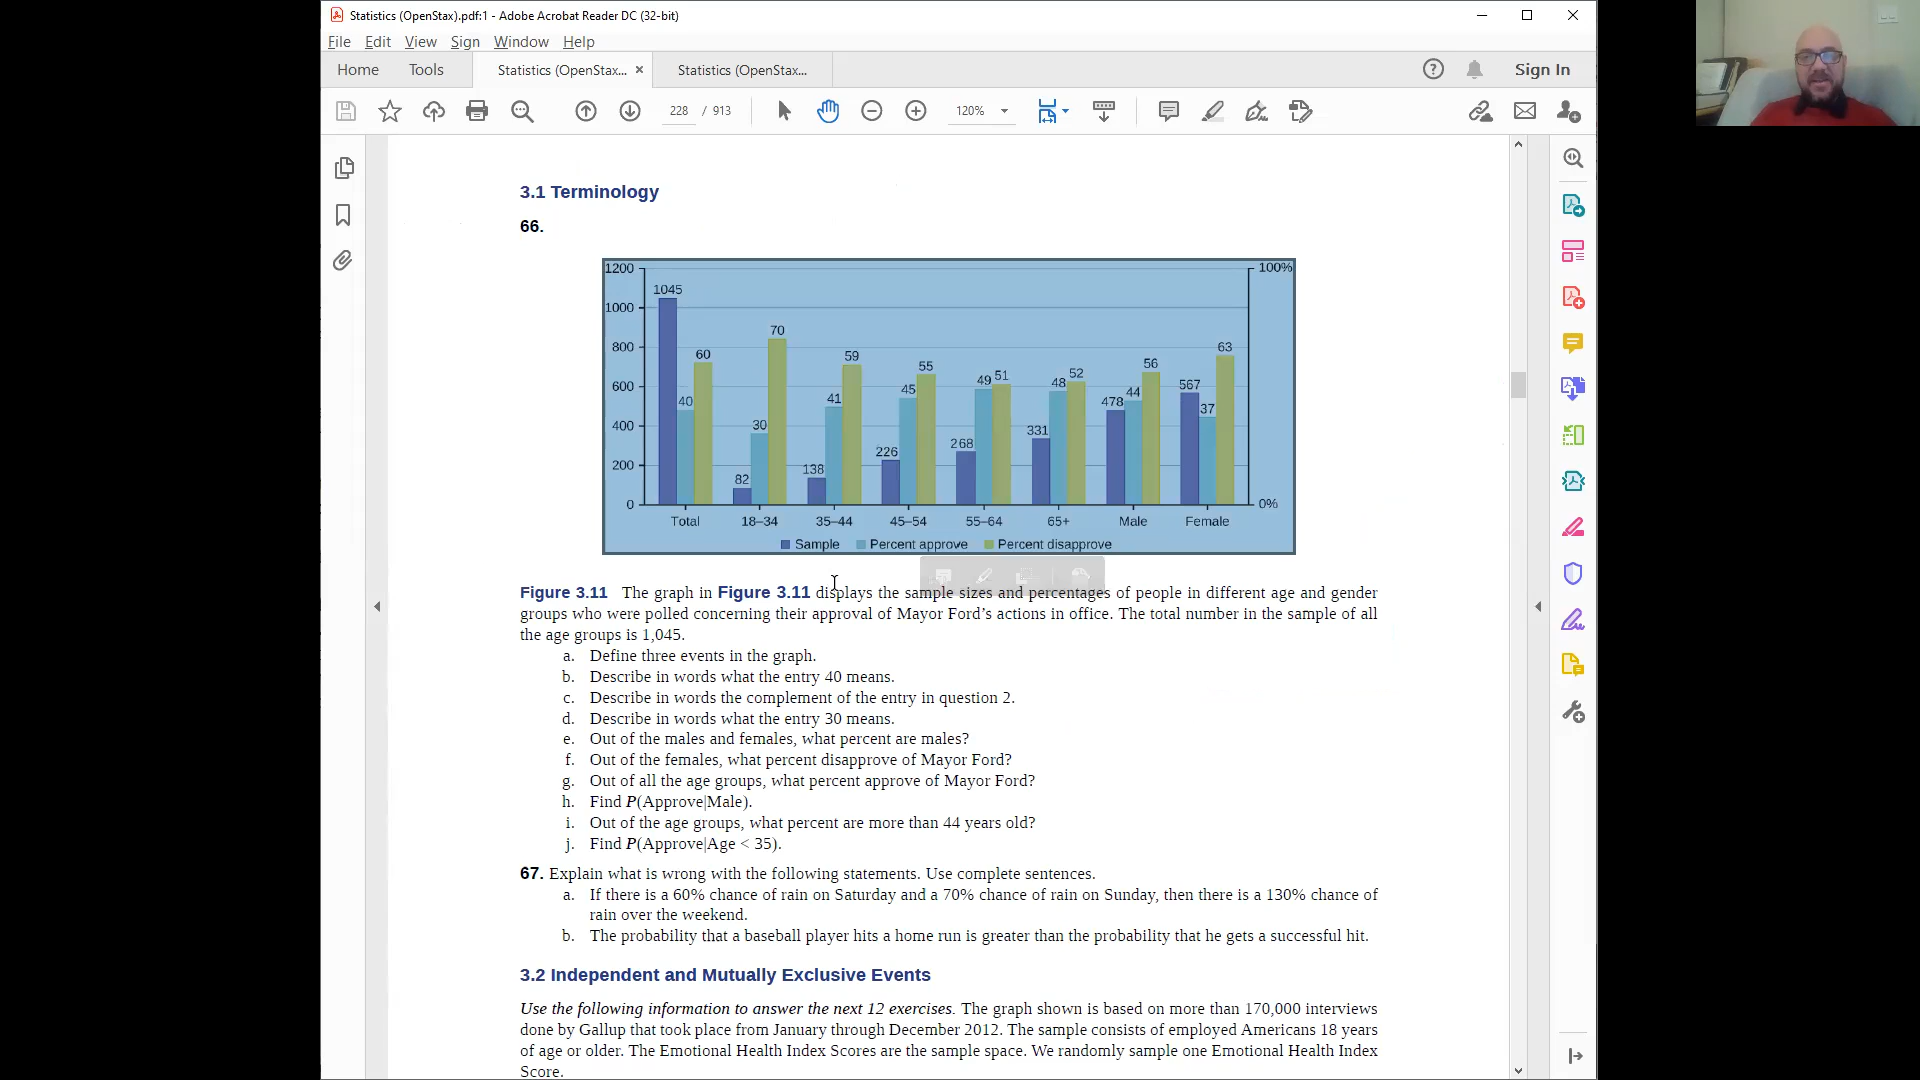 Statistics (OpenStax).pdf:1 - Adobe Acrobat Reader DC (32-bit)
File Edit View Sign Window Help
Home Tools Statistics (OpenStax... × Statistics (OpenStax... Sign In
228 / 913 120%
3.1 Terminology
66.
1200 100%
1045
1000
70
800
60 59 55 56 63
600
40 30 41 45 49 51 48 52 44 567 37
478
400
331
226 268
200
82 138
0 0%
Total 18–34 35–44 45–54 55–64 65+ Male Female
Sample Percent approve Percent disapprove
Figure 3.11 The graph in Figure 3.11 displays the sample sizes and percentages of people in different age and gender
groups who were polled concerning their approval of Mayor Ford’s actions in office. The total number in the sample of all
the age groups is 1,045.
a. Define three events in the graph.
b. Describe in words what the entry 40 means.
c. Describe in words the complement of the entry in question 2.
d. Describe in words what the entry 30 means.
e. Out of the males and females, what percent are males?
f. Out of the females, what percent disapprove of Mayor Ford?
g. Out of all the age groups, what percent approve of Mayor Ford?
h. Find P(Approve|Male).
i. Out of the age groups, what percent are more than 44 years old?
j. Find P(Approve|Age < 35).
67. Explain what is wrong with the following statements. Use complete sentences.
a. If there is a 60% chance of rain on Saturday and a 70% chance of rain on Sunday, then there is a 130% chance of
rain over the weekend.
b. The probability that a baseball player hits a home run is greater than the probability that he gets a successful hit.
3.2 Independent and Mutually Exclusive Events
Use the following information to answer the next 12 exercises. The graph shown is based on more than 170,000 interviews
done by Gallup that took place from January through December 2012. The sample consists of employed Americans 18 years
of age or older. The Emotional Health Index Scores are the sample space. We randomly sample one Emotional Health Index
Score.